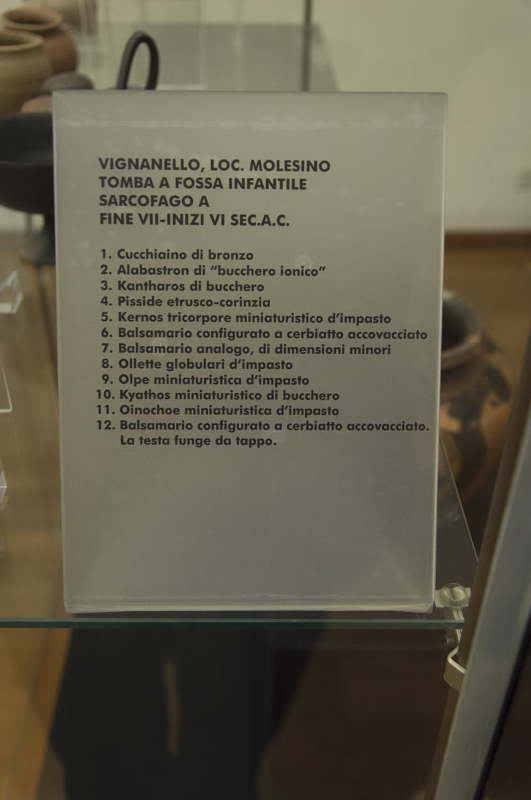 VIGNANELLO, LOC. MOLESINO
TOMBA A FOSSA INFANTILE
SARCOFAGO A
FINE VII-INIZI VI SEC.A.C.
1. Cucchiaino di bronzo
2. Alabastron di "bucchero ionico"
3. Kantharos di bucchero
4. Pisside etrusco-corinzia
5. Kernos tricorpore miniaturistico d'impasto
6. Balsamario configurato a cerbiatto accovacciato
7. Balsamario analogo, di dimensioni minori
8. Ollette globulari d'impasto
9. Olpe miniaturistica d'impasto
10. Kyathos miniaturistico di bucchero
11. Oinochoe miniaturistica d'impasto
12. Balsamario configurato a cerbiatto accovacciato.
La testa funge da tappo.